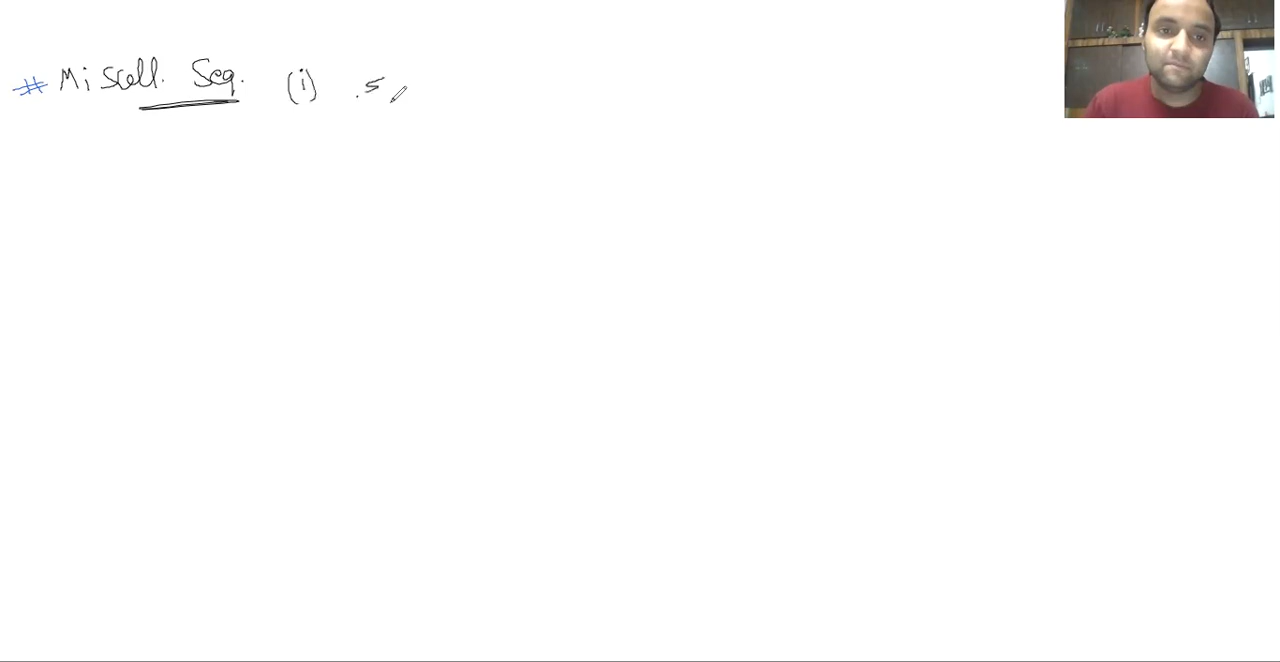 # Miscell. Seq. (i) .5,